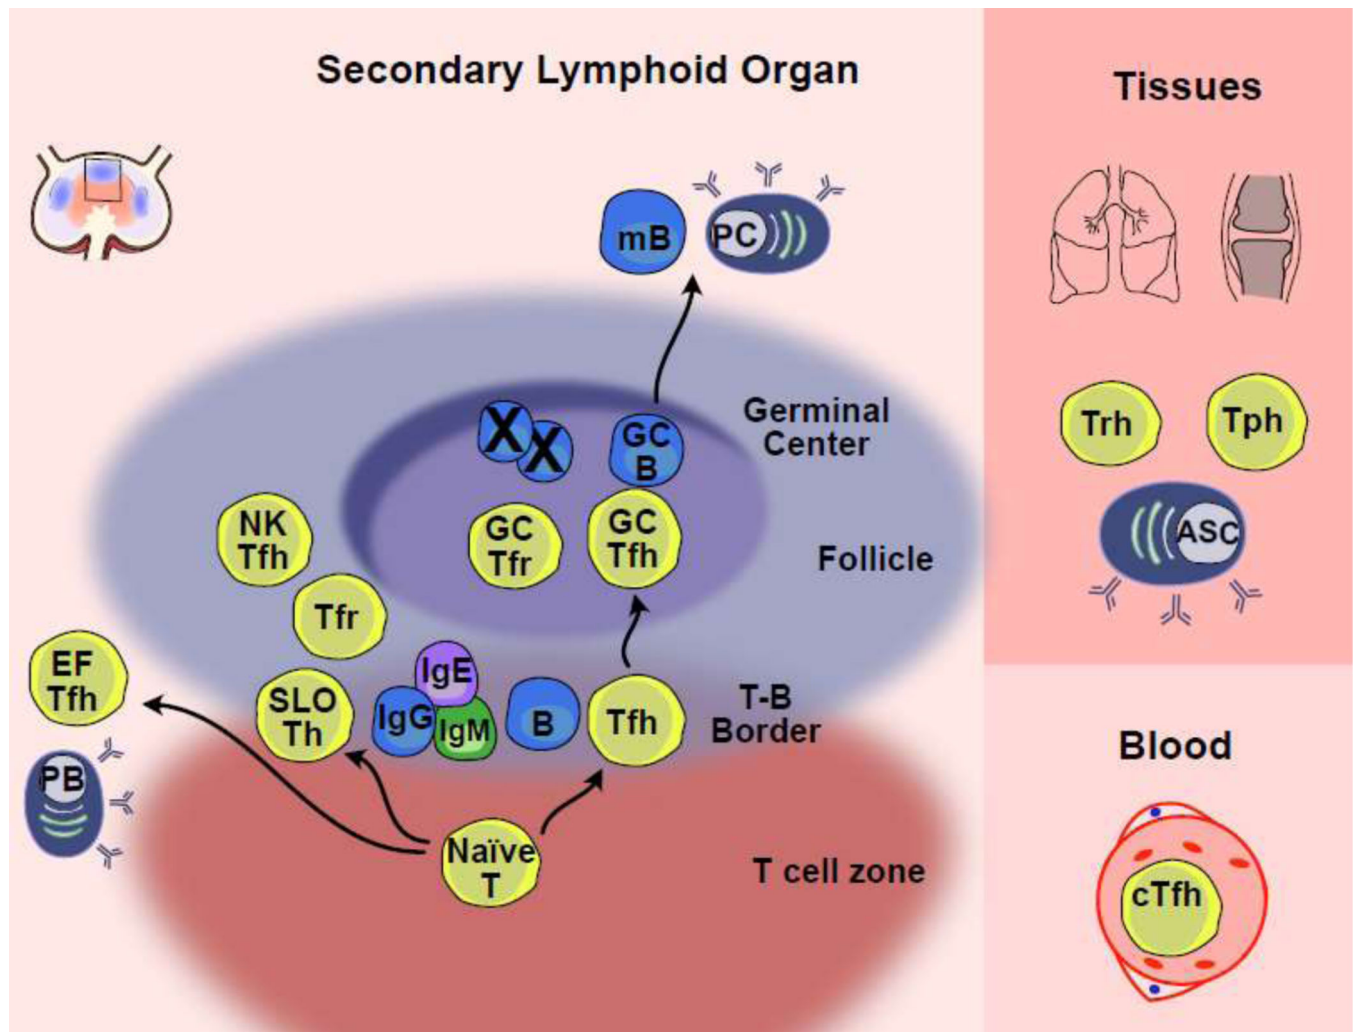 Secondary Lymphoid Organ
Tissues
mB
PC
Germinal
Center
X
X
GC
B
Trh
Tph
NK
Tfh
GC
Tfr
GC
Tfh
Follicle
ASC
Tfr
EF
Tfh
SLO
Th
IgE
IgG
IgM
B
Tfh
T-B
Border
Blood
PB
Naïve
T
T cell zone
cTfh